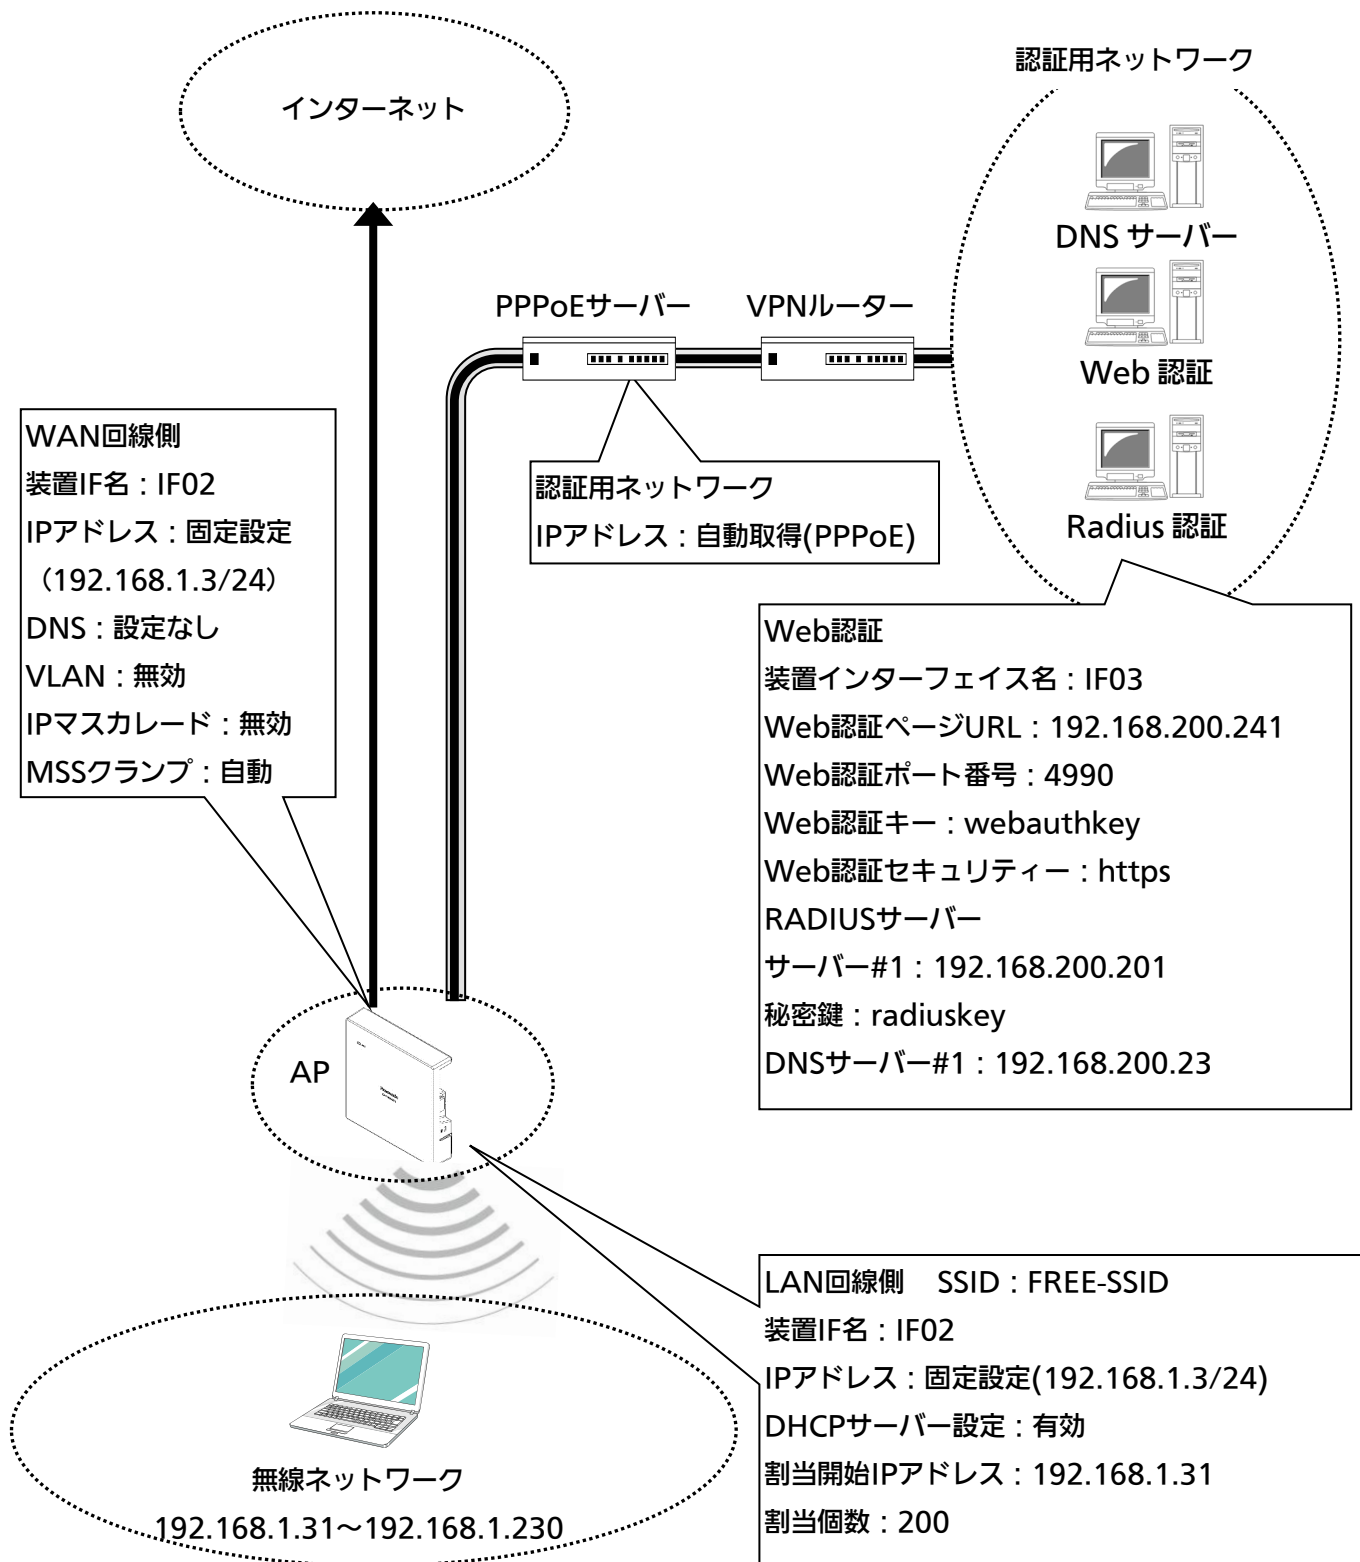 認証用ネットワーク
インターネット
DNS サーバー
PPPoEサーバー
VPNルーター
Web 認証
WAN回線側
装置IF名：IF02
IPアドレス：固定設定
（192.168.1.3/24）
DNS：設定なし
VLAN：無効
IPマスカレード：無効
MSSクランプ：自動
認証用ネットワーク
IPアドレス：自動取得(PPPoE)
Radius 認証
Web認証
装置インターフェイス名：IF03
Web認証ページURL：192.168.200.241
Web認証ポート番号：4990
Web認証キー：webauthkey
Web認証セキュリティー：https
RADIUSサーバー
サーバー#1：192.168.200.201
秘密鍵：radiuskey
DNSサーバー#1：192.168.200.23
AP
Panasonic
LAN回線側　SSID：FREE-SSID
装置IF名：IF02
IPアドレス：固定設定(192.168.1.3/24)
DHCPサーバー設定：有効
割当開始IPアドレス：192.168.1.31
割当個数：200
無線ネットワーク
192.168.1.31～192.168.1.230